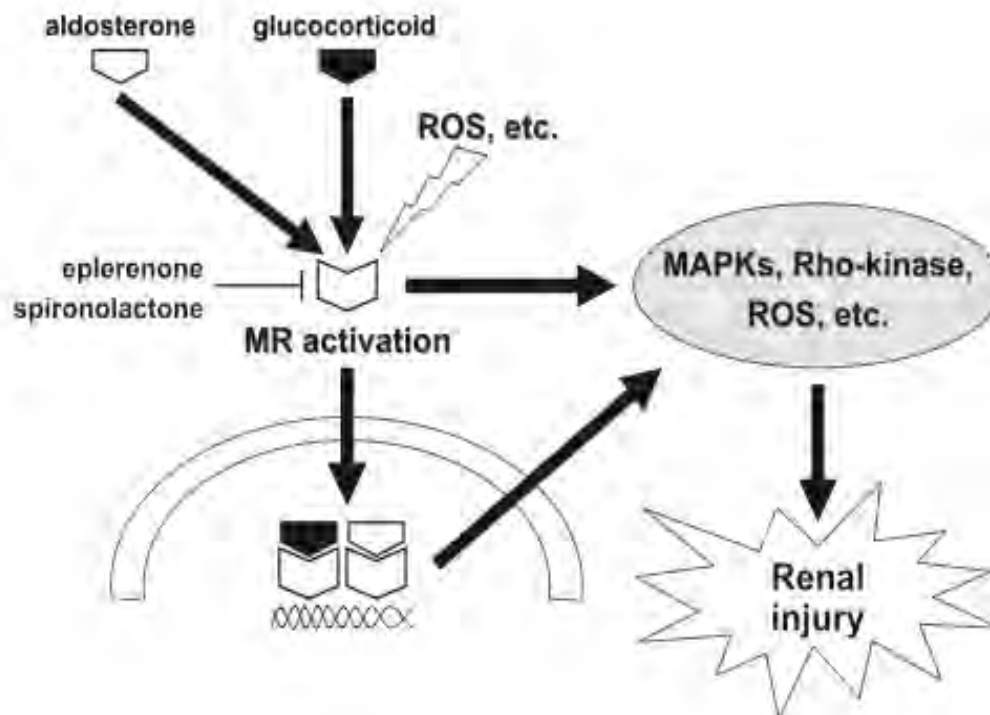 aldosterone
glucocorticoid
ROS, etc.
eplerenone
spironolactone
MR activation
MAPKs, Rho-kinase,
ROS, etc.
Renal
injury